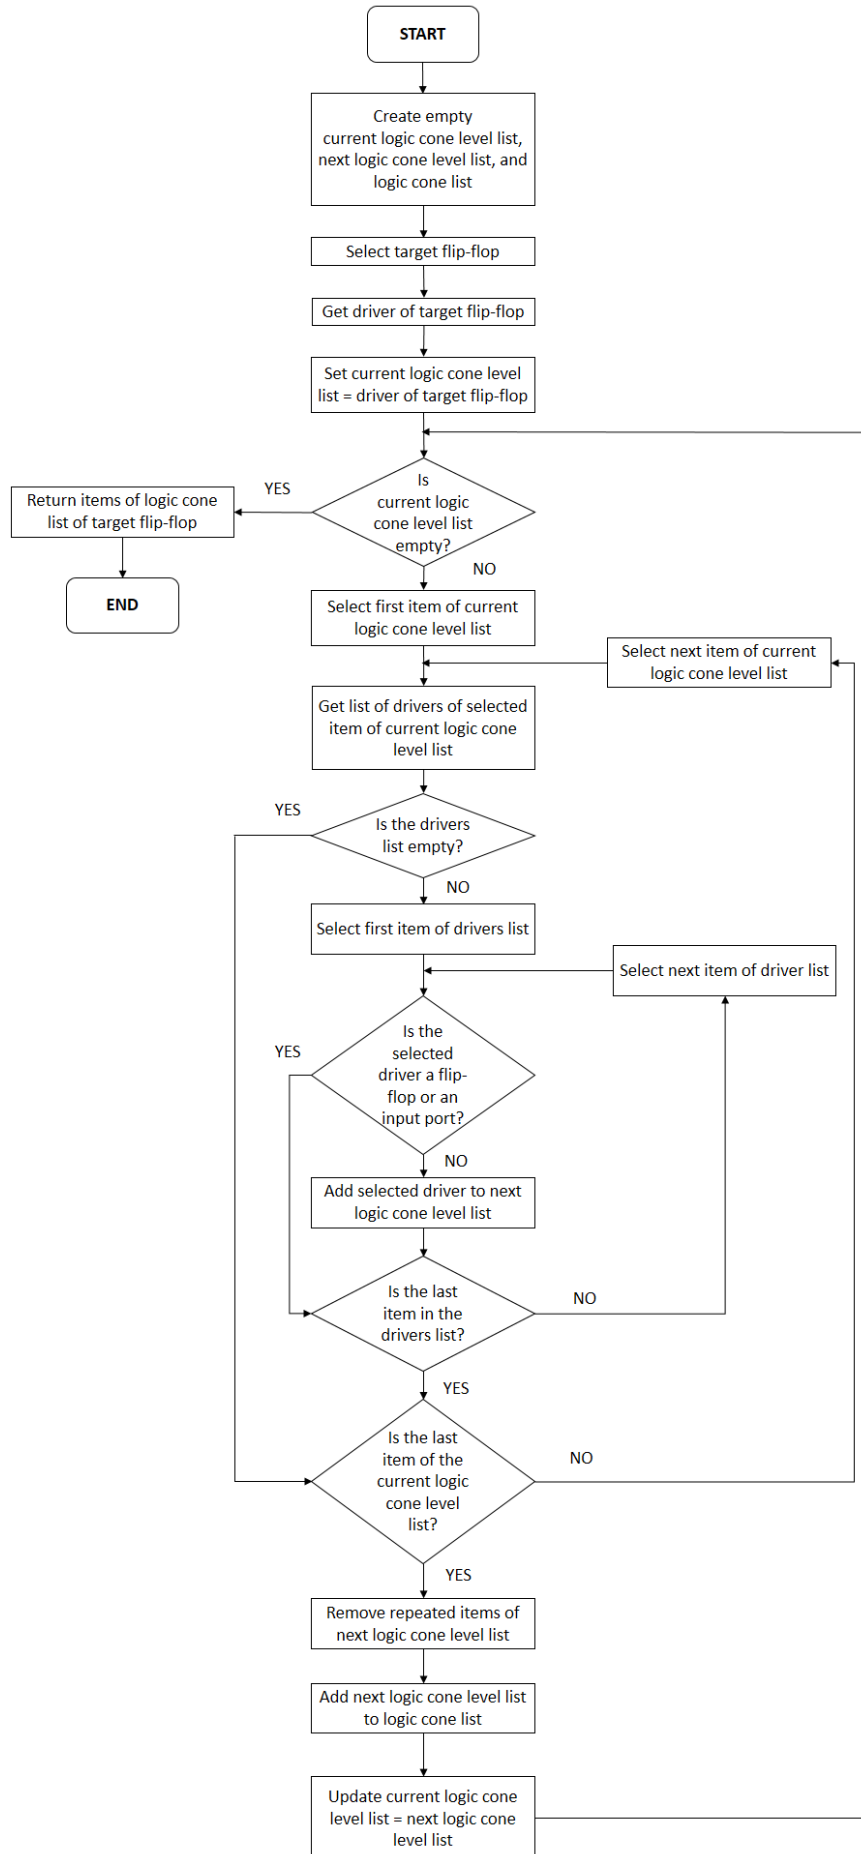 START
Create empty
current logic cone level list,
next logic cone level list, and
logic cone list
Select target flip-flop
Get driver of target flip-flop
Set current logic cone level
list = driver of target flip-flop
Is
current logic
cone level list
empty?
YES
Return items of logic cone
list of target flip-flop
END
NO
Select first item of current
logic cone level list
Select next item of current
logic cone level list
Get list of drivers of selected
item of current logic cone
level list
YES
Is the drivers
list empty?
NO
Select first item of drivers list
Select next item of driver list
Is the
selected
driver a flip-
flop or an
input port?
YES
NO
Add selected driver to next
logic cone level list
Is the last
item in the
drivers list?
NO
YES
Is the last
item of the
current logic
cone level
list?
NO
YES
Remove repeated items of
next logic cone level list
Add next logic cone level list
to logic cone list
Update current logic cone
level list = next logic cone
level list